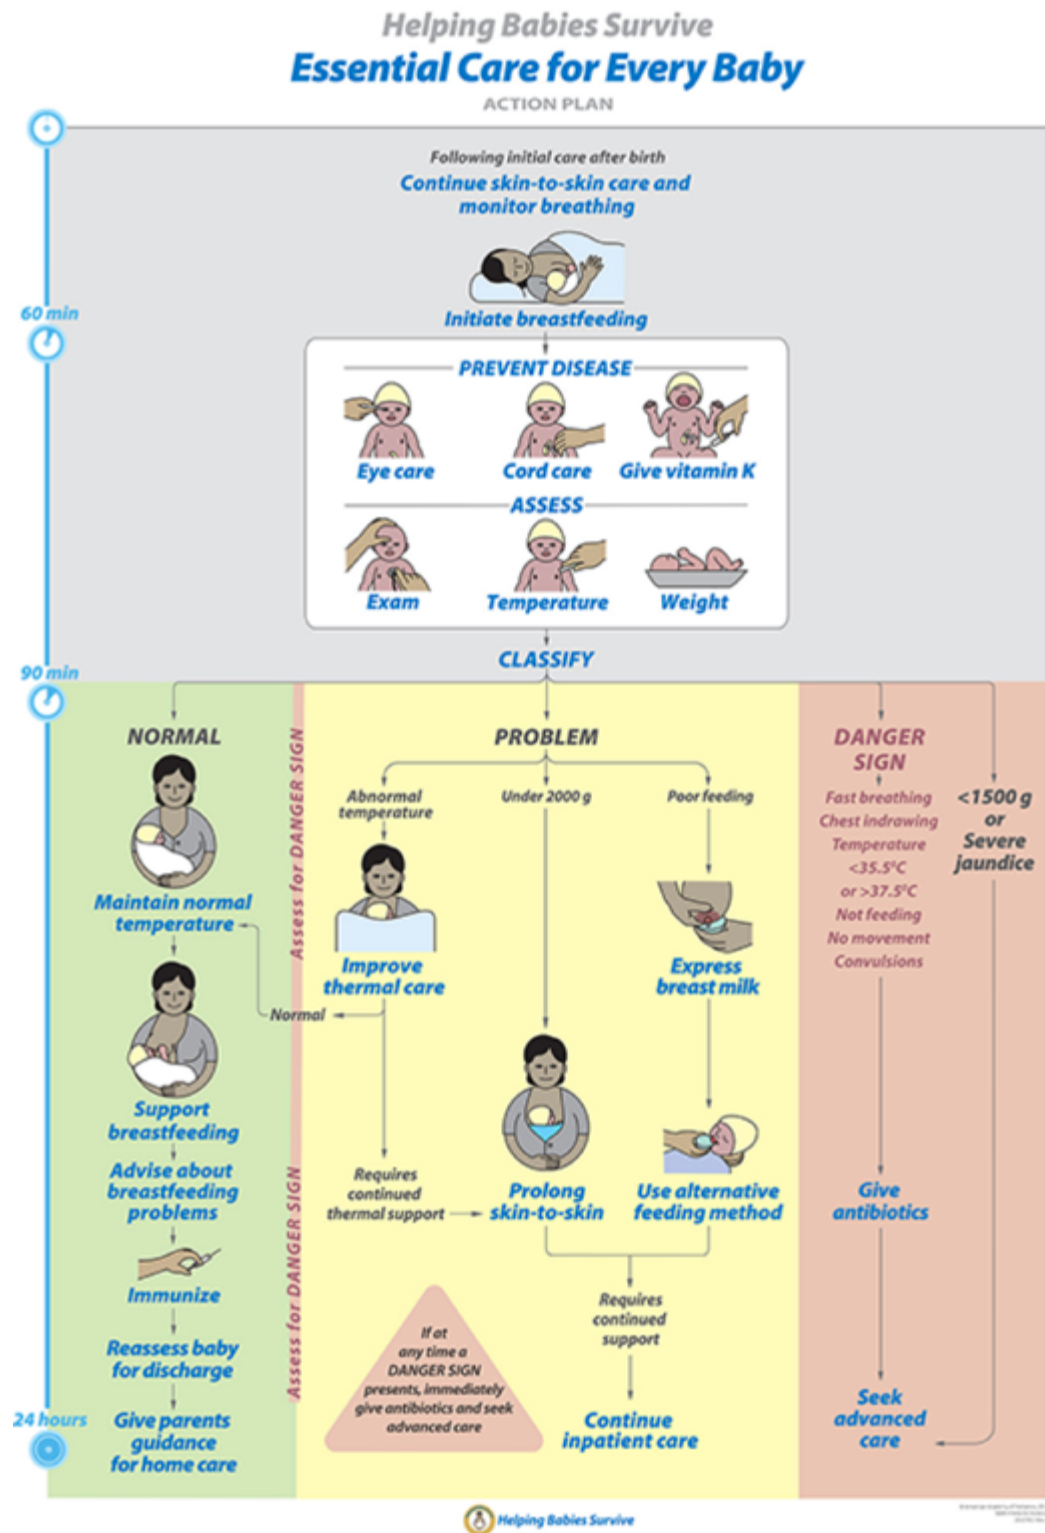 Helping Babies Survive
Essential Care for Every Baby
ACTION PLAN
Following initial care after birth
Continue skin-to-skin care and
monitor breathing
60 min
Initiate breastfeeding
PREVENT DISEASE
Eye care
Cord care
Give vitamin K
ASSESS
Exam
Temperature
Weight
90 min
CLASSIFY
NORMAL
Maintain normal
temperature
Support
breastfeeding
Advise about
breastfeeding
problems
Immunize
Reassess baby
for discharge
24 hours
Give parents
guidance
for home care
Assess for DANGER SIGN
Assess for DANGER SIGN
PROBLEM
Abnormal
temperature
Improve
thermal care
Normal
Requires
continued
thermal support
Under 2000 g
Prolong
skin-to-skin
Poor feeding
Express
breast milk
Use alternative
feeding method
Requires
continued
support
Continue
inpatient care
If at
any time a
DANGER SIGN
presents, immediately
give antibiotics and seek
advanced care
DANGER
SIGN
Fast breathing
Chest indrawing
Temperature
<35.5°C
or >37.5°C
Not feeding
No movement
Convulsions
Give
antibiotics
Seek
advanced
care
<1500 g
or
Severe
jaundice
Helping Babies Survive